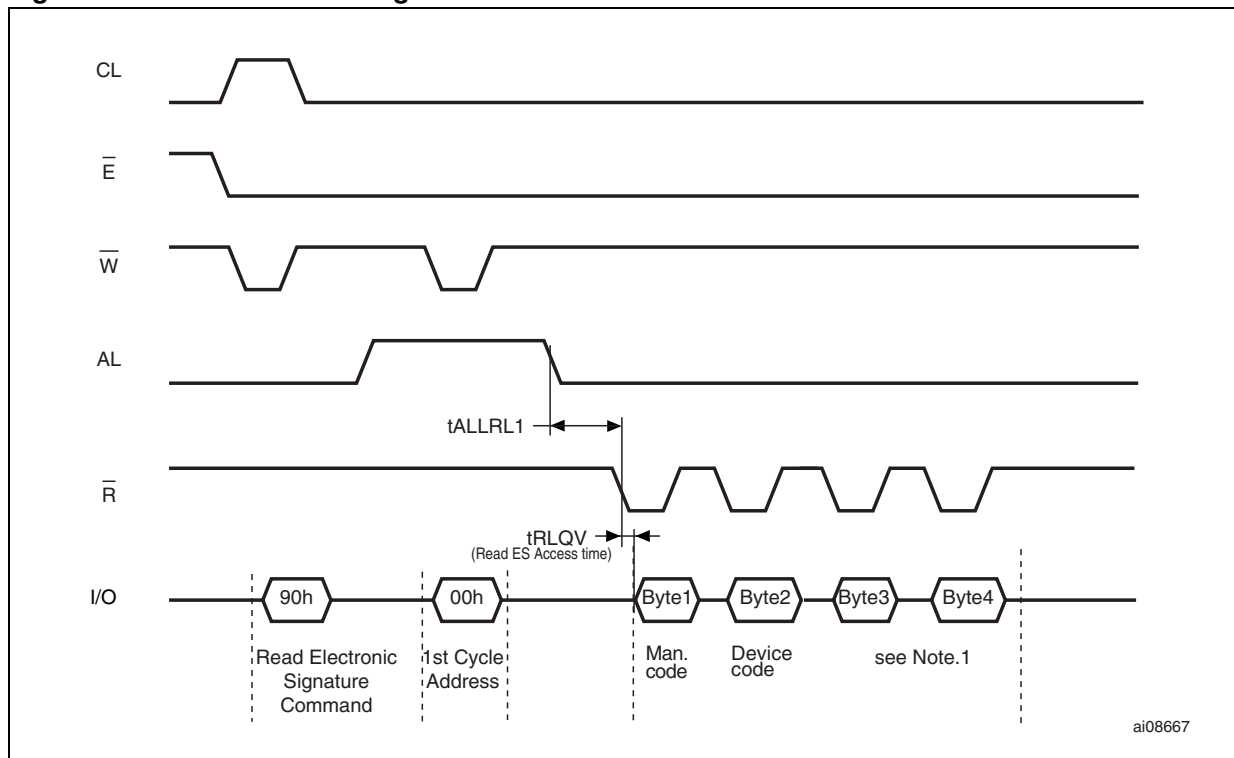 CL
E
W
AL
tALLRL1
R
tRLQV
(Read ES Access time)
I/O
90h
00h
Byte1
Byte2
Byte3
Byte4
Read Electronic
Signature
Command
1st Cycle
Address
Man.
code
Device
code
see Note.1
ai08667